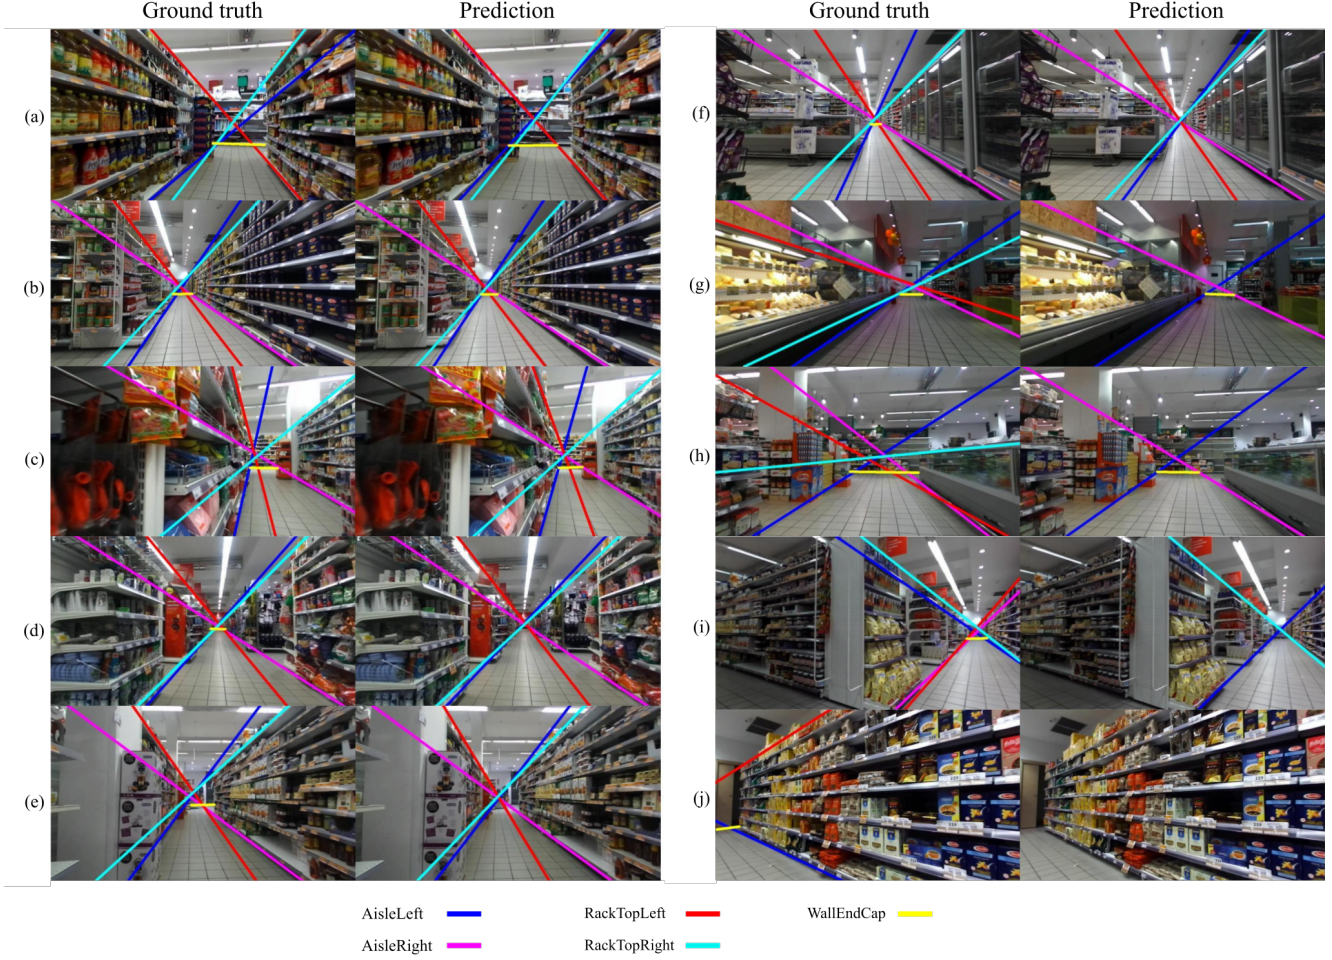 Ground truth Prediction Ground truth Prediction
(a)
(b)
(c)
(d)
(e)
(f)
(g)
(h)
(i)
(j)
AisleLeft RackTopLeft WallEndCap
AisleRight RackTopRight